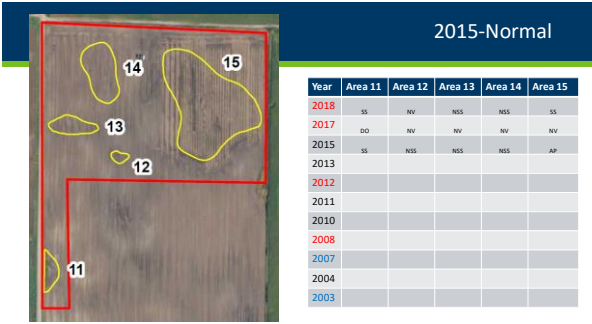 2015-Normal
14
15
13
12
11
Year Area 11 Area 12 Area 13 Area 14 Area 15
2018 SS NV NSS NSS SS
2017 DO NV NV NV NV
2015 SS NSS NSS NSS AP
2013
2012
2011
2010
2008
2007
2004
2003